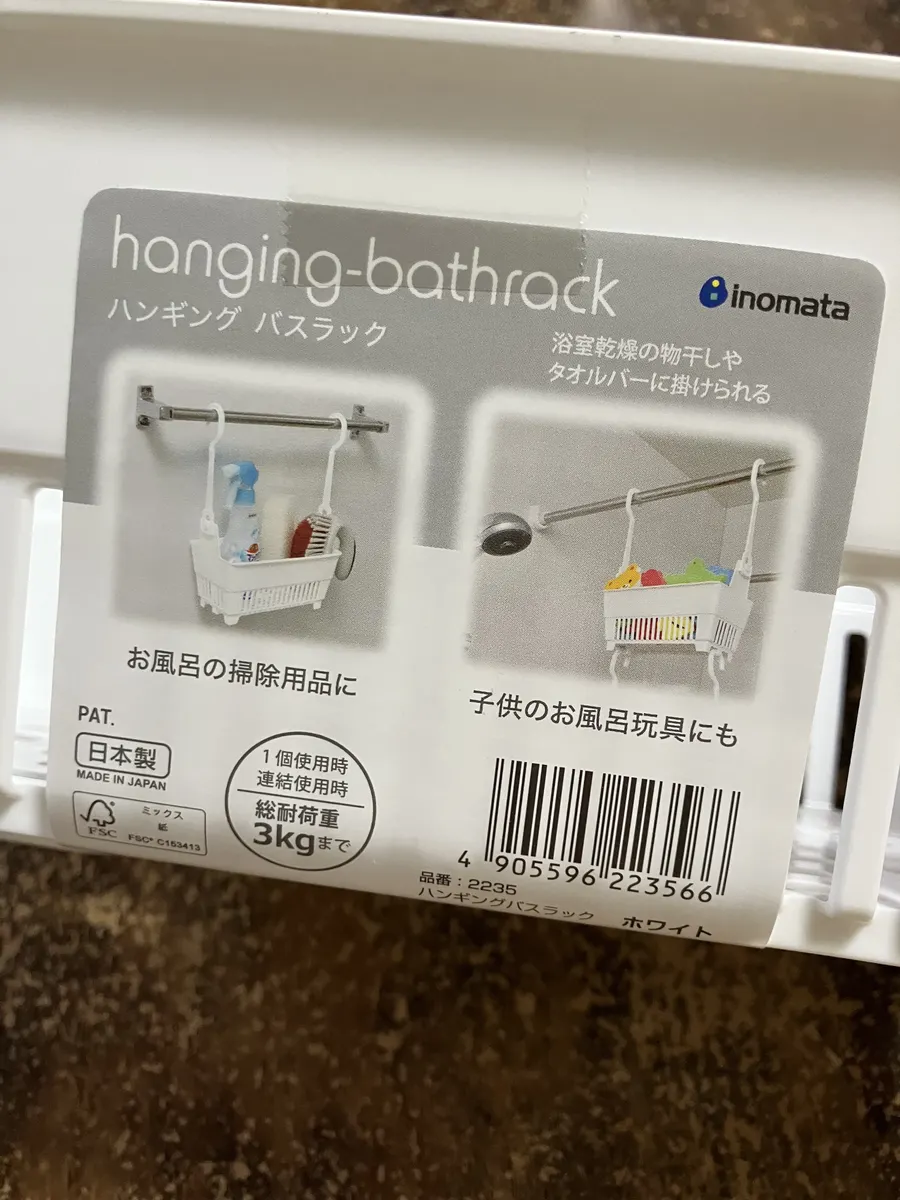 hanging-bathrack
ハンギング バスラック
inomata
浴室乾燥の物干しや
タオルバーに掛けられる
お風呂の掃除用品に
子供のお風呂玩具にも
PAT.
日本製
MADE IN JAPAN
FSC
ミックス
紙
FSC® C153413
1個使用時
連結使用時
総耐荷重
3kgまで
4 905596 223566
品番：2235
ハンギングバスラック ホワイト